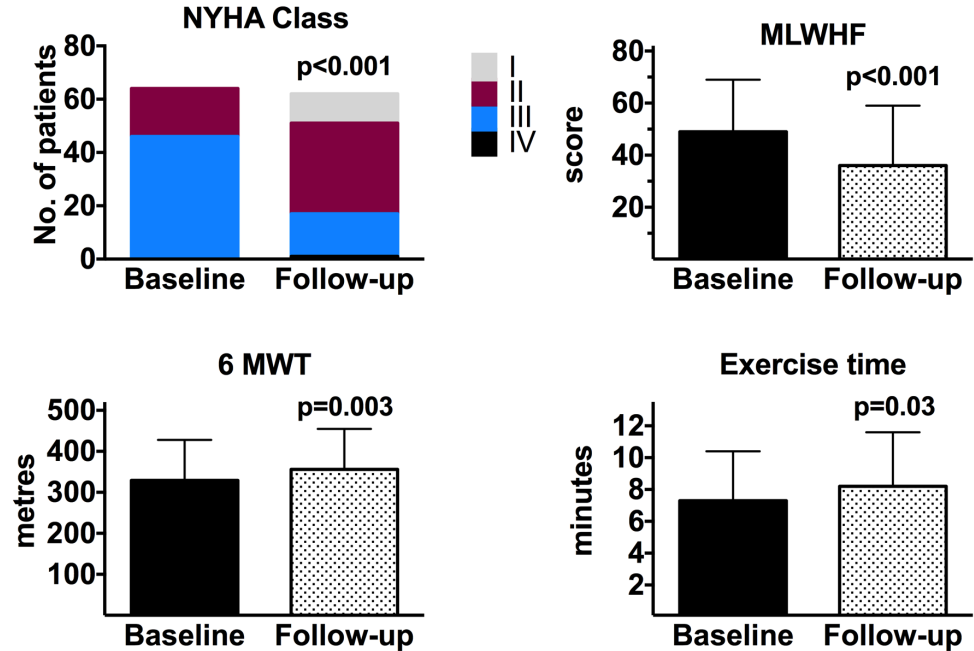 NYHA Class
No. of patients
80
60
40
20
0
p<0.001
Baseline
Follow-up
I
II
III
IV
MLWHF
score
80
60
40
20
p<0.001
Baseline
Follow-up
6 MWT
metres
500
400
300
200
100
p=0.003
Baseline
Follow-up
Exercise time
minutes
12
10
8
6
4
2
p=0.03
Baseline
Follow-up